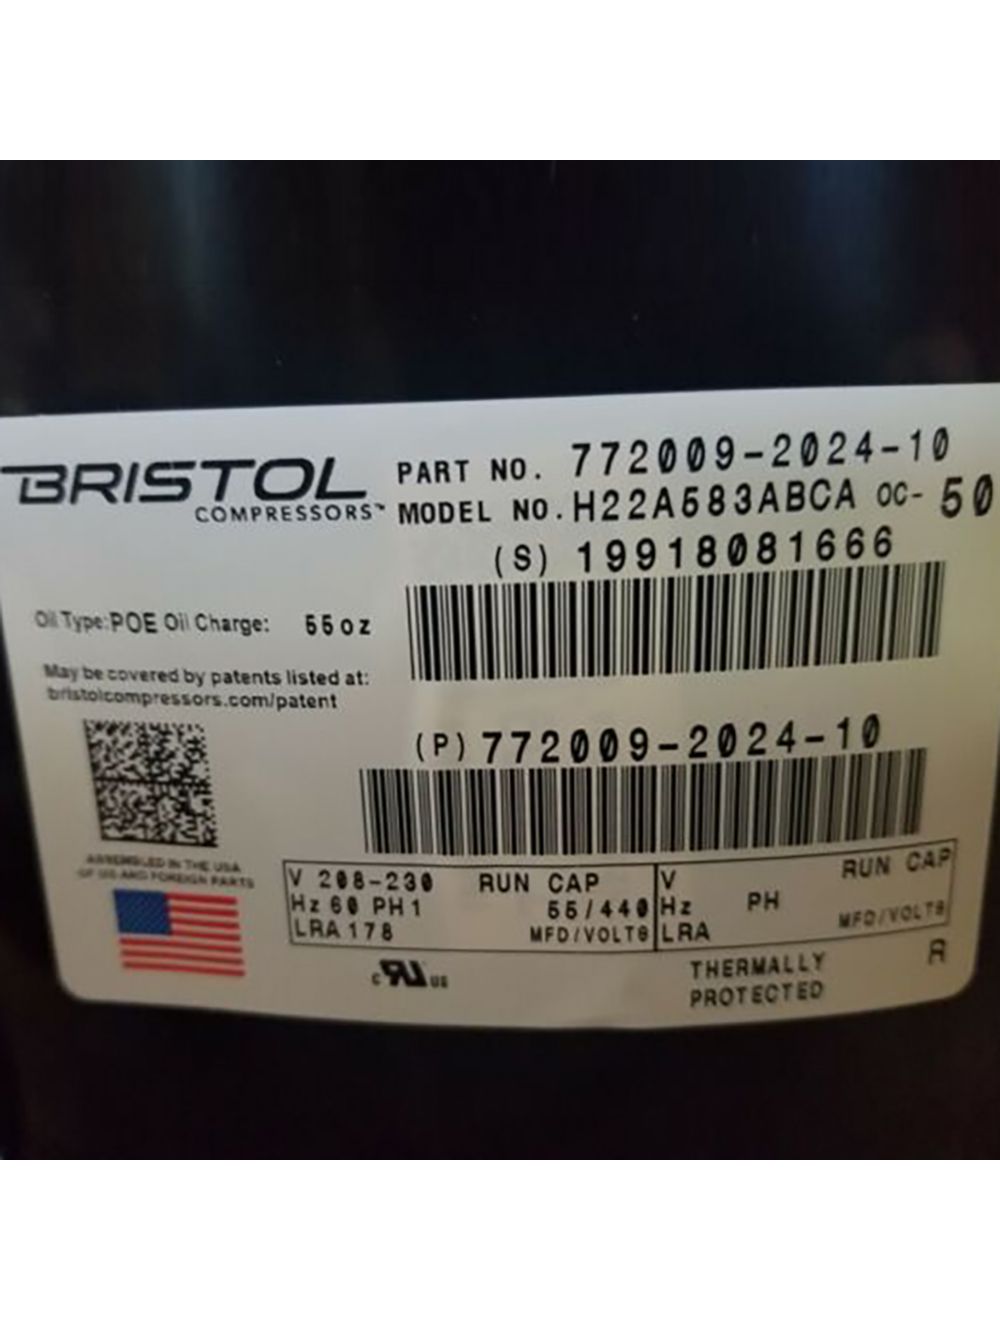 BRISTOL
COMPRESSORS™
PART NO. 772009-2024-10
MODEL NO. H22A583ABCA OC- 50
(S) 19918081666
Oil Type:POE Oil Charge: 55oz
May be covered by patents listed at:
bristolcompressors.com/patent
(P) 772009-2024-10
ASSEMBLED IN THE USA
OF US AND FOREIGN PARTS
V 208-230 RUN CAP
Hz 60 PH 1 55/440
LRA 178 MFD/VOLTS
V RUN CAP
Hz PH
LRA MFD/VOLTS
c RU us
THERMALLY R
PROTECTED